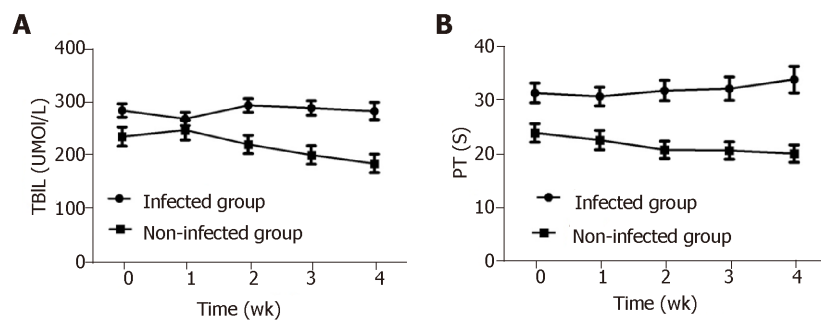 A
TBIL (UMOl/L)
400
300
200
100
0
Infected group
Non-infected group
0 1 2 3 4
Time (wk)
B
PT (S)
40
30
20
10
0
Infected group
Non-infected group
0 1 2 3 4
Time (wk)